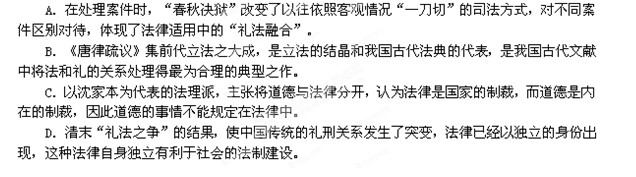 A. 在处理案件时，“春秋决狱”改变了以往依照客观情况“一刀切”的司法方式，对不同案
件区别对待，体现了法律适用中的“礼法融合”。
B. 《唐律疏议》集前代立法之大成，是立法的结晶和我国古代法典的代表，是我国古代文献
中将法和礼的关系处理得最为合理的典型之作。
C. 以沈家本为代表的法理派，主张将道德与法律分开，认为法律是国家的制裁，而道德是内
在的制裁，因此道德的事情不能规定在法律中。
D. 清末“礼法之争”的结果，使中国传统的礼刑关系发生了突变，法律已经以独立的身份出
现，这种法律自身独立有利于社会的法制建设。